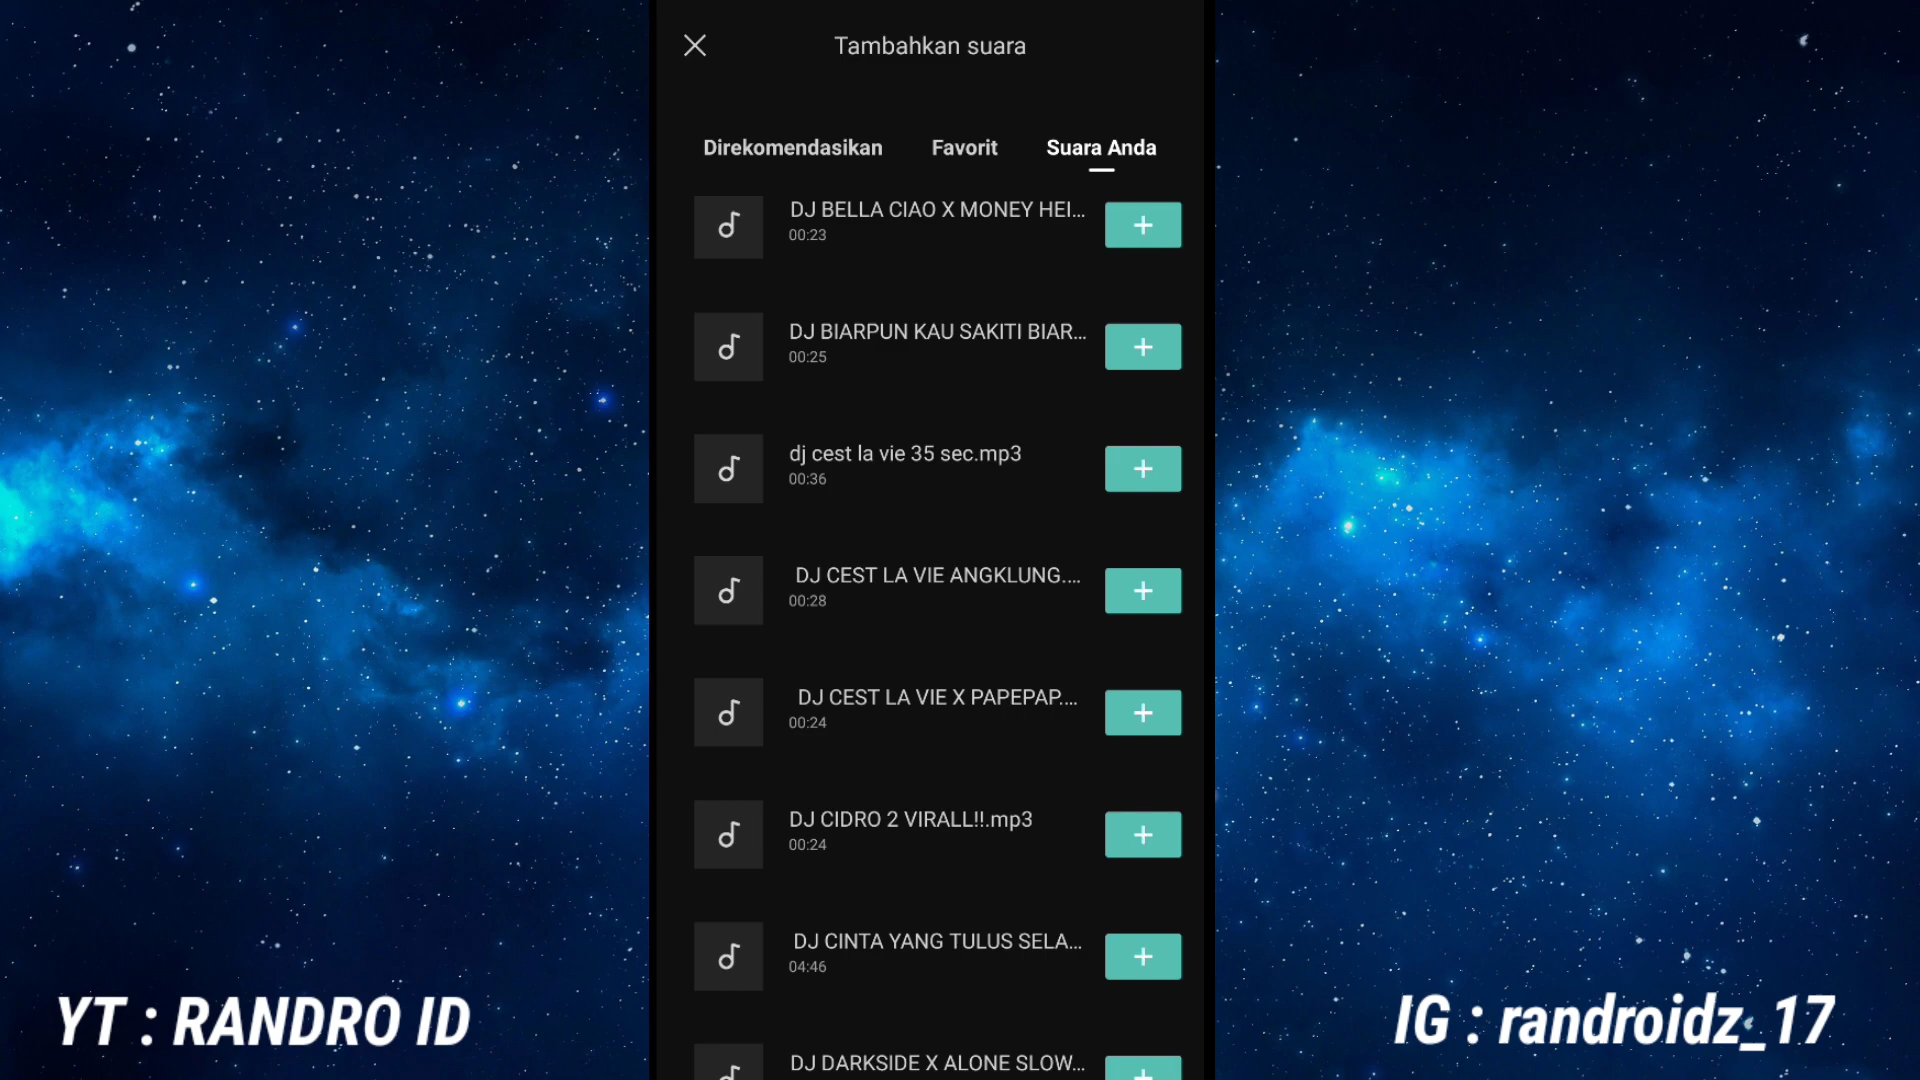 Tambahkan suara
Direkomendasikan Favorit Suara Anda
DJ BELLA CIAO X MONEY HEI...
00:23
DJ BIARPUN KAU SAKITI BIAR...
00:25
dj cest la vie 35 sec.mp3
00:36
DJ CEST LA VIE ANGKLUNG....
00:28
DJ CEST LA VIE X PAPEPAP....
00:24
DJ CIDRO 2 VIRALL!!.mp3
00:24
DJ CINTA YANG TULUS SELA...
04:46
DJ DARKSIDE X ALONE SLOW...
YT : RANDRO ID
IG : randroidz_17